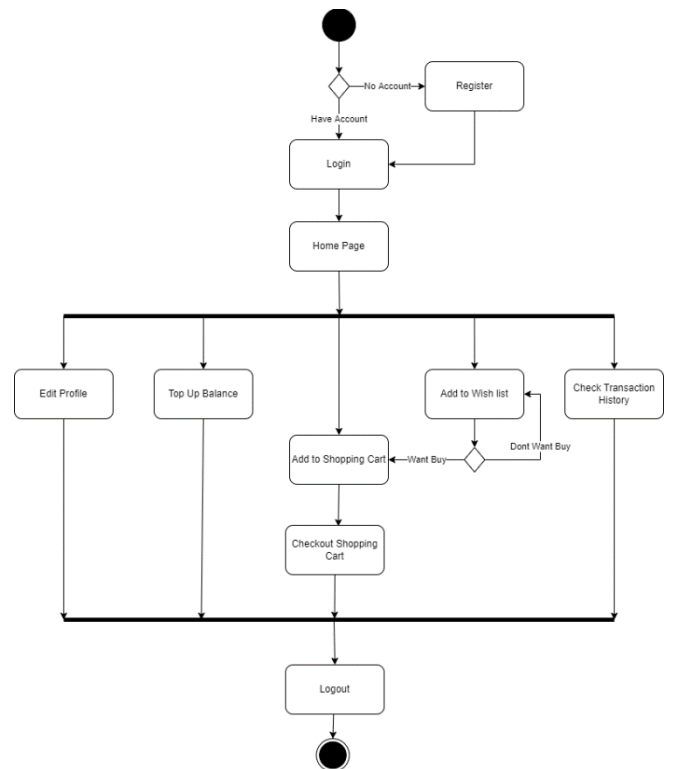 No Account
Register
Have Account
Login
Home Page
Edit Profile
Top Up Balance
Add to Wish list
Check Transaction
History
Dont Want Buy
Add to Shopping Cart
Want Buy
Checkout Shopping
Cart
Logout